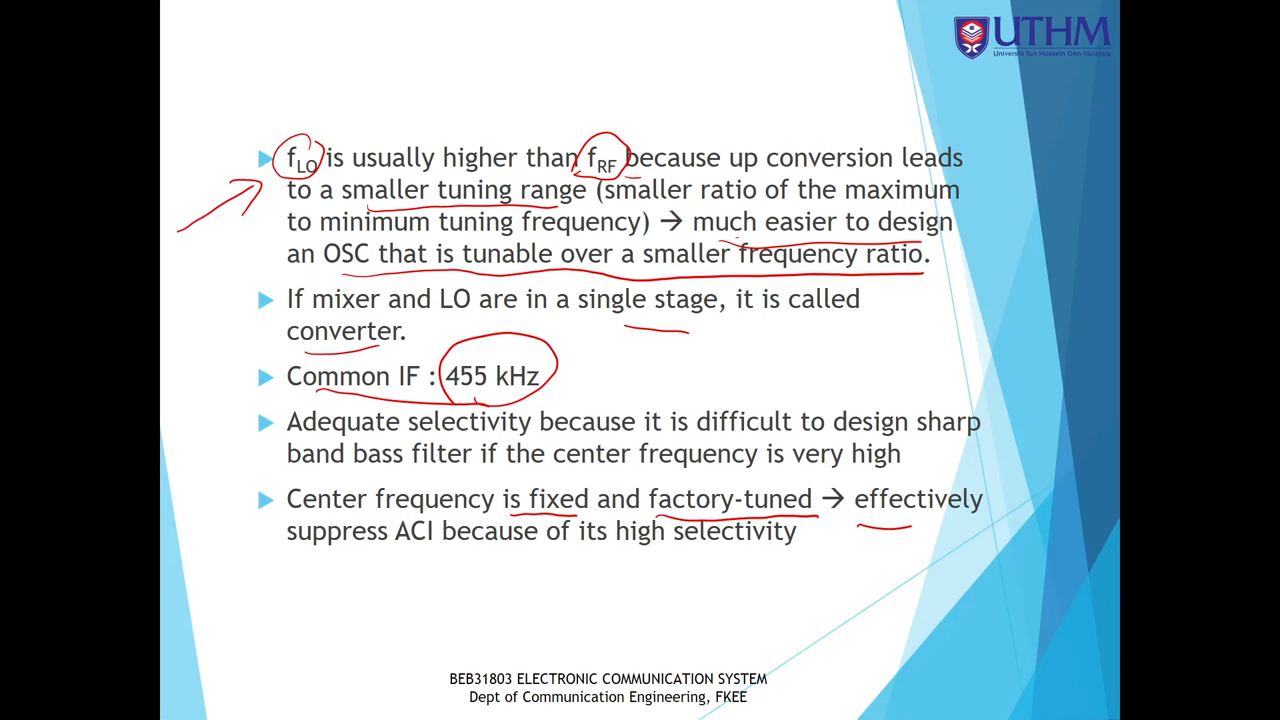 UTHM
Universiti Tun Hussein Onn Malaysia
fLO is usually higher than fRF because up conversion leads
to a smaller tuning range (smaller ratio of the maximum
to minimum tuning frequency) → much easier to design
an OSC that is tunable over a smaller frequency ratio.
If mixer and LO are in a single stage, it is called
converter.
Common IF : 455 kHz
Adequate selectivity because it is difficult to design sharp
band bass filter if the center frequency is very high
Center frequency is fixed and factory-tuned → effectively
suppress ACI because of its high selectivity
BEB31803 ELECTRONIC COMMUNICATION SYSTEM
Dept of Communication Engineering, FKEE